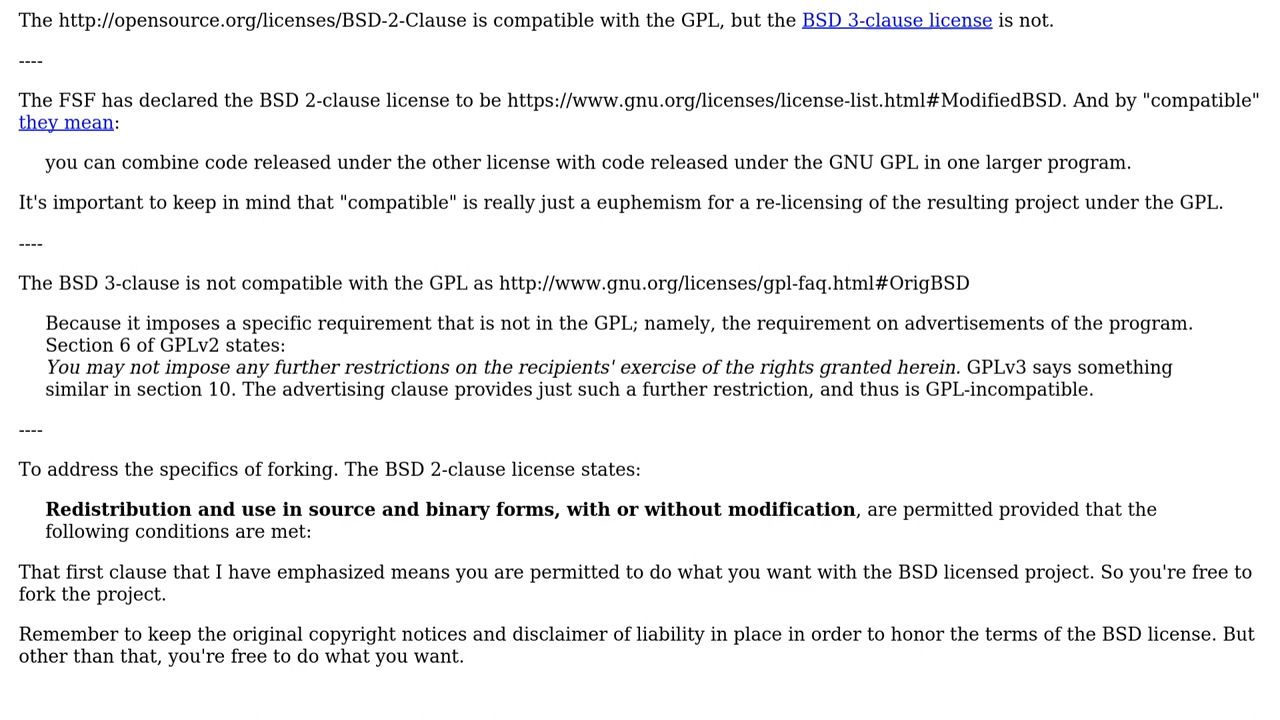 The http://opensource.org/licenses/BSD-2-Clause is compatible with the GPL, but the BSD 3-clause license is not.
----
The FSF has declared the BSD 2-clause license to be https://www.gnu.org/licenses/license-list.html#ModifiedBSD. And by "compatible"
they mean:
you can combine code released under the other license with code released under the GNU GPL in one larger program.
It's important to keep in mind that "compatible" is really just a euphemism for a re-licensing of the resulting project under the GPL.
----
The BSD 3-clause is not compatible with the GPL as http://www.gnu.org/licenses/gpl-faq.html#OrigBSD
Because it imposes a specific requirement that is not in the GPL; namely, the requirement on advertisements of the program.
Section 6 of GPLv2 states:
You may not impose any further restrictions on the recipients' exercise of the rights granted herein. GPLv3 says something
similar in section 10. The advertising clause provides just such a further restriction, and thus is GPL-incompatible.
----
To address the specifics of forking. The BSD 2-clause license states:
Redistribution and use in source and binary forms, with or without modification, are permitted provided that the
following conditions are met:
That first clause that I have emphasized means you are permitted to do what you want with the BSD licensed project. So you're free to
fork the project.
Remember to keep the original copyright notices and disclaimer of liability in place in order to honor the terms of the BSD license. But
other than that, you're free to do what you want.